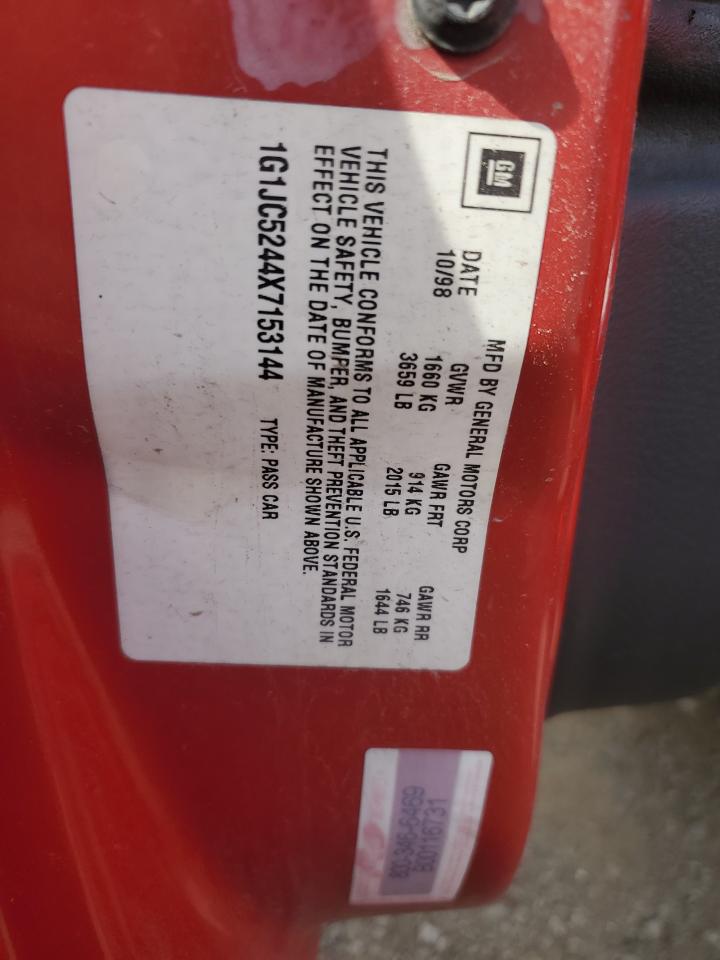 GM
MFD BY GENERAL MOTORS CORP
DATE GVWR GAWR FRT GAWR RR
10/98 1660 KG 914 KG 746 KG
3659 LB 2015 LB 1644 LB
THIS VEHICLE CONFORMS TO ALL APPLICABLE U.S. FEDERAL MOTOR
VEHICLE SAFETY, BUMPER, AND THEFT PREVENTION STANDARDS IN
EFFECT ON THE DATE OF MANUFACTURE SHOWN ABOVE.
1G1JC5244X7153144 TYPE: PASS CAR